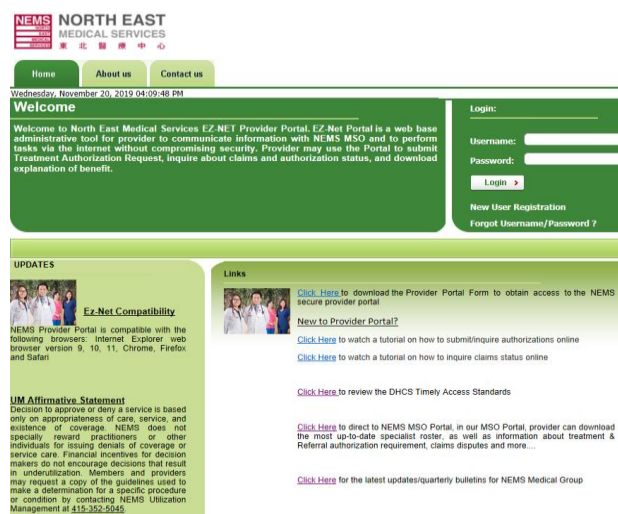 NEMS
NORTH
EAST
MEDICAL
SERVICES
NORTH EAST
MEDICAL SERVICES
東 北 醫 療 中 心
Home
About us
Contact us
Wednesday, November 20, 2019 04:09:48 PM
Welcome
Welcome to North East Medical Services EZ-NET Provider Portal. EZ-Net Portal is a web base
administrative tool for provider to communicate information with NEMS MSO and to perform
tasks via the internet without compromising security. Provider may use the Portal to submit
Treatment Authorization Request, inquire about claims and authorization status, and download
explanation of benefit.
Login:
Username:
Password:
Login
New User Registration
Forgot Username/Password ?
UPDATES
Ez-Net Compatibility
NEMS Provider Portal is compatible with the
following browsers: Internet Explorer web
browser version 9, 10, 11, Chrome, Firefox
and Safari
UM Affirmative Statement
Decision to approve or deny a service is based
only on appropriateness of care, service, and
existence of coverage. NEMS does not
specially reward practitioners or other
individuals for issuing denials of coverage or
service care. Financial incentives for decision
makers do not encourage decisions that result
in underutilization. Members and providers
may request a copy of the guidelines used to
make a determination for a specific procedure
or condition by contacting NEMS Utilization
Management at 415-352-5045.
Links
Click Here to download the Provider Portal Form to obtain access to the NEMS
secure provider portal
New to Provider Portal?
Click Here to watch a tutorial on how to submit/inquire authorizations online
Click Here to watch a tutorial on how to inquire claims status online
Click Here to review the DHCS Timely Access Standards
Click Here to direct to NEMS MSO Portal, in our MSO Portal, provider can download
the most up-to-date specialist roster, as well as information about treatment &
Referral authorization requirement, claims disputes and more....
Click Here for the latest updates/quarterly bulletins for NEMS Medical Group